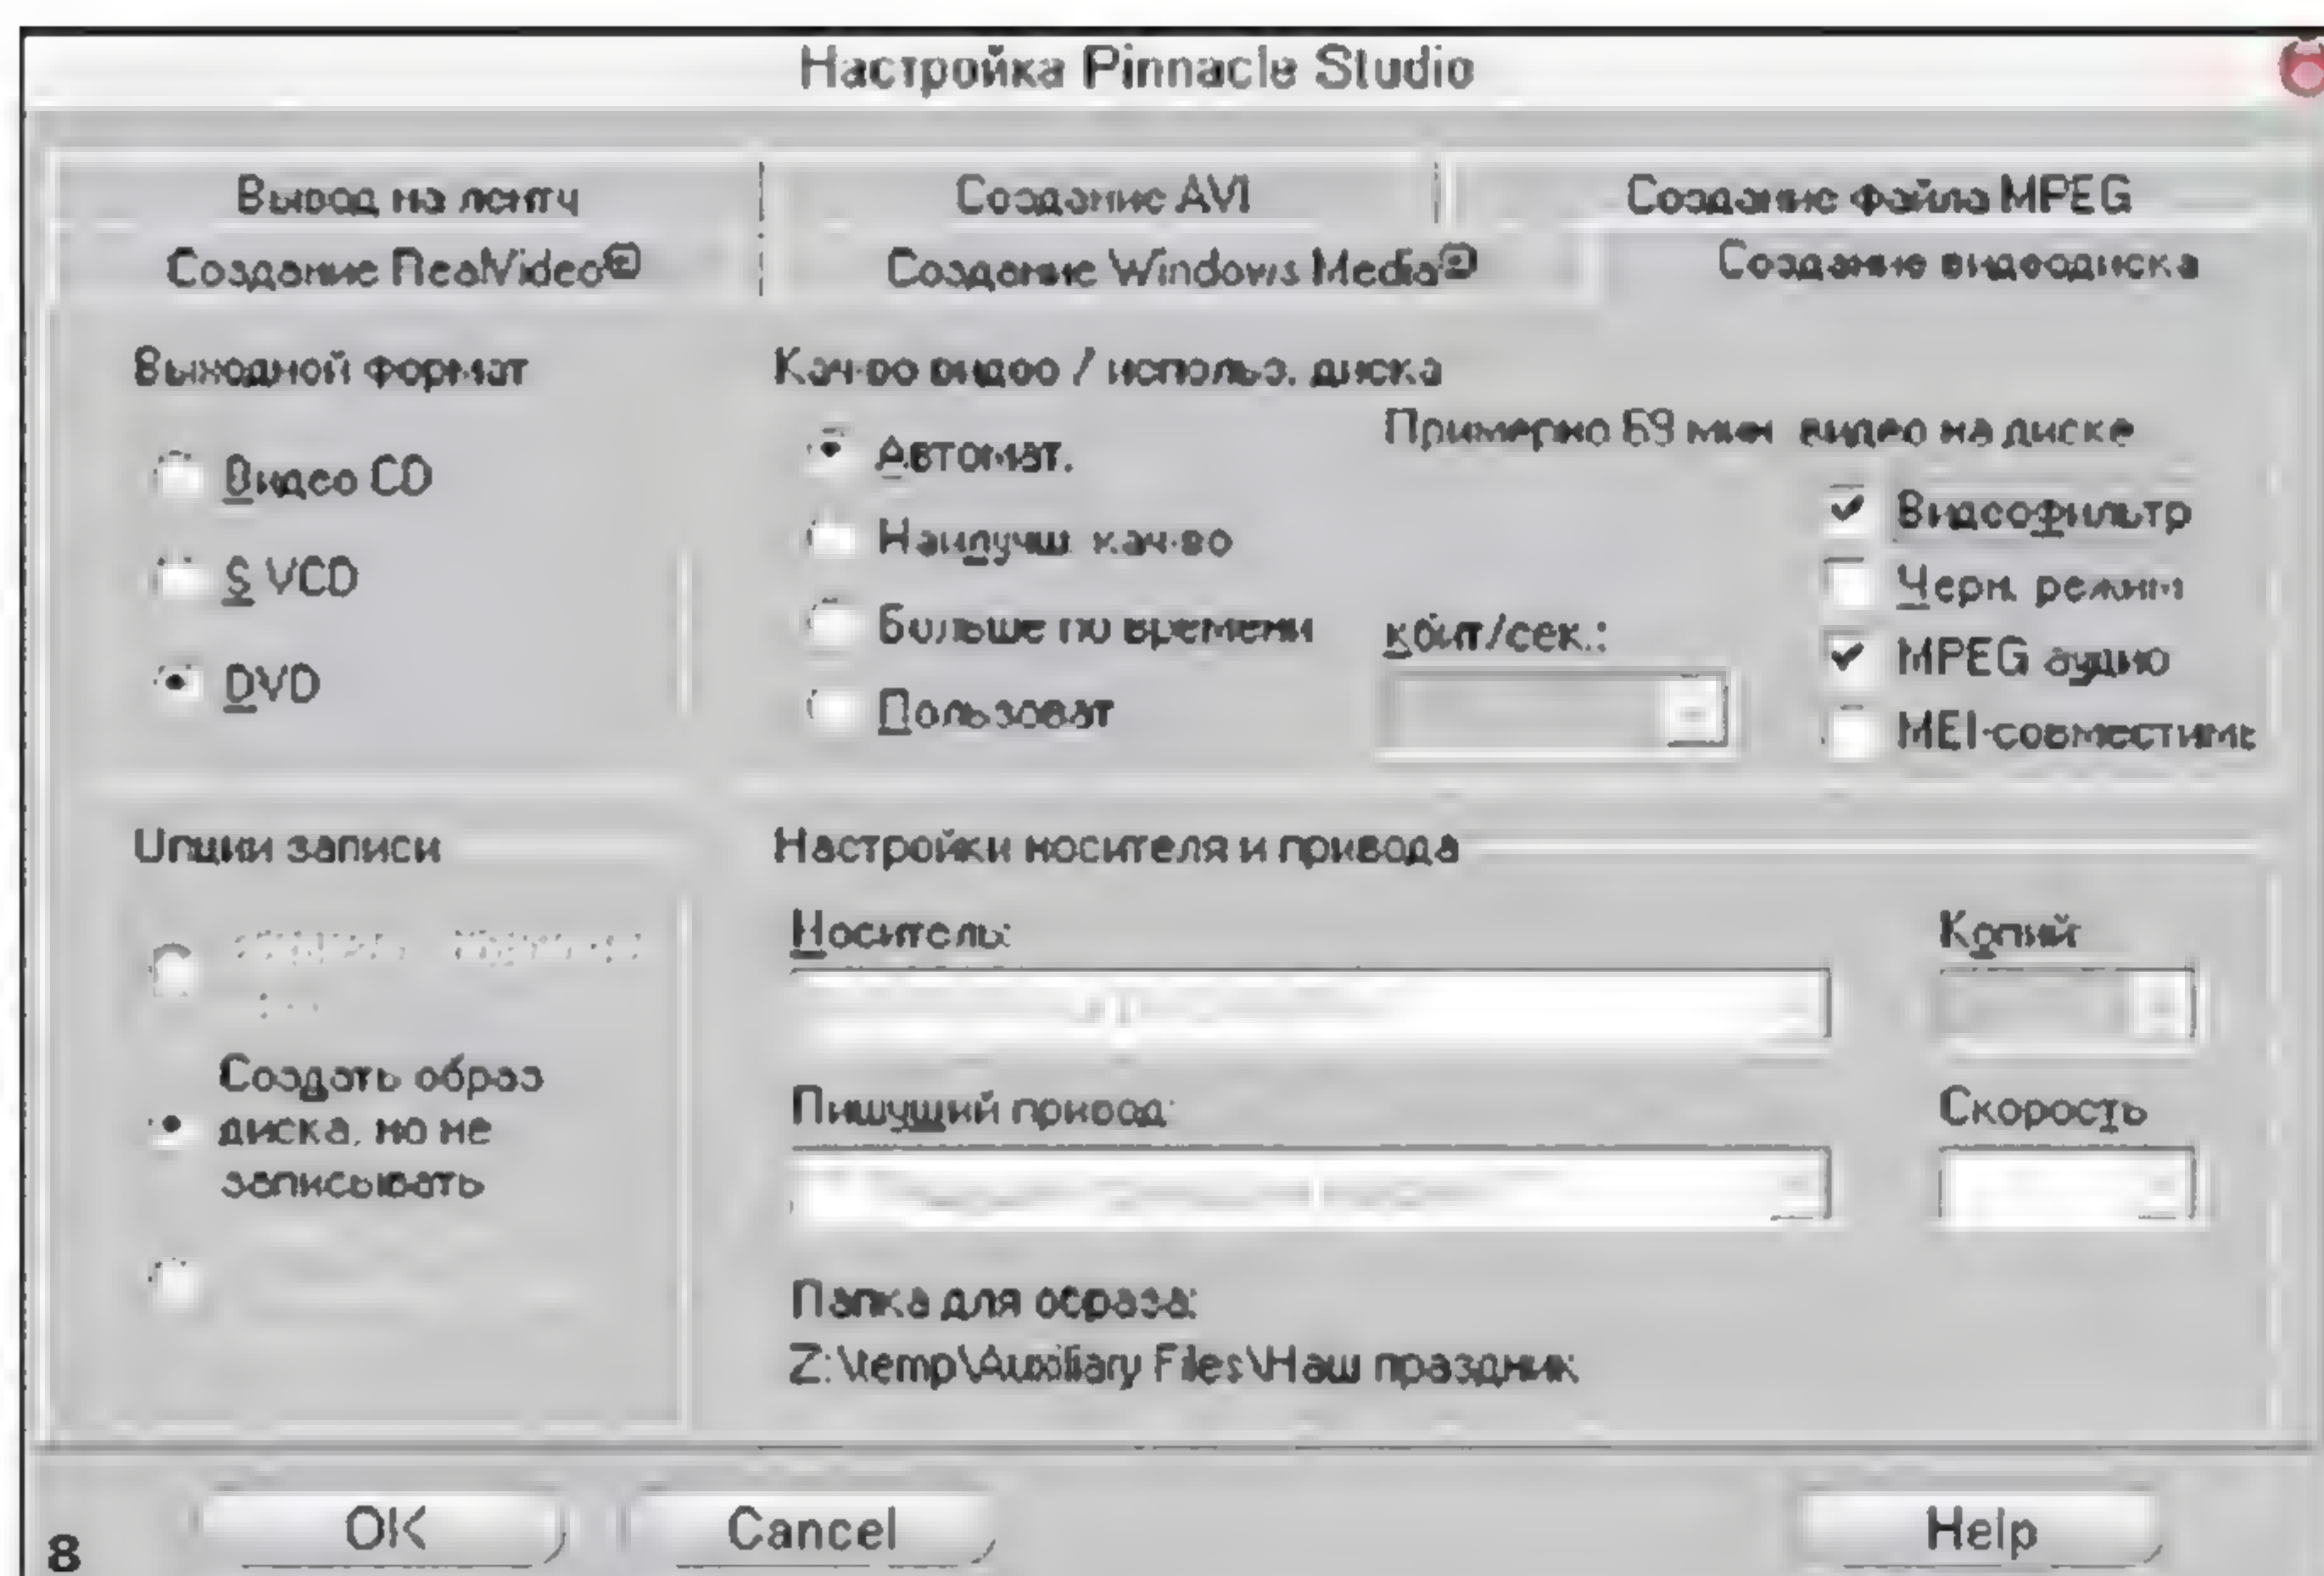 Настройка Pinnacle Studio
Вывод на ленту
Создание AVI
Создание файла MPEG
Создание RealVideo®
Создание Windows Media®
Создание видеодиска
Выходной формат
Видео CD
S VCD
DVD
Кач-во видео / использ. диска
Автомат.
Наилучш. кач-во
Больше по времени
Пользоват
Примерно 69 мин видео на диске
кбит/сек.:
Видеофильтр
Черн. режим
MPEG аудио
MEI-совместимь
Опции записи
Создать образ
диска, но не
записывать
Настройки носителя и привода
Носитель:
Копий
Пишущий привод:
Скорость
Папка для образа:
Z:\temp\Auxiliary Files\Наш праздник
OK
Cancel
Help
8